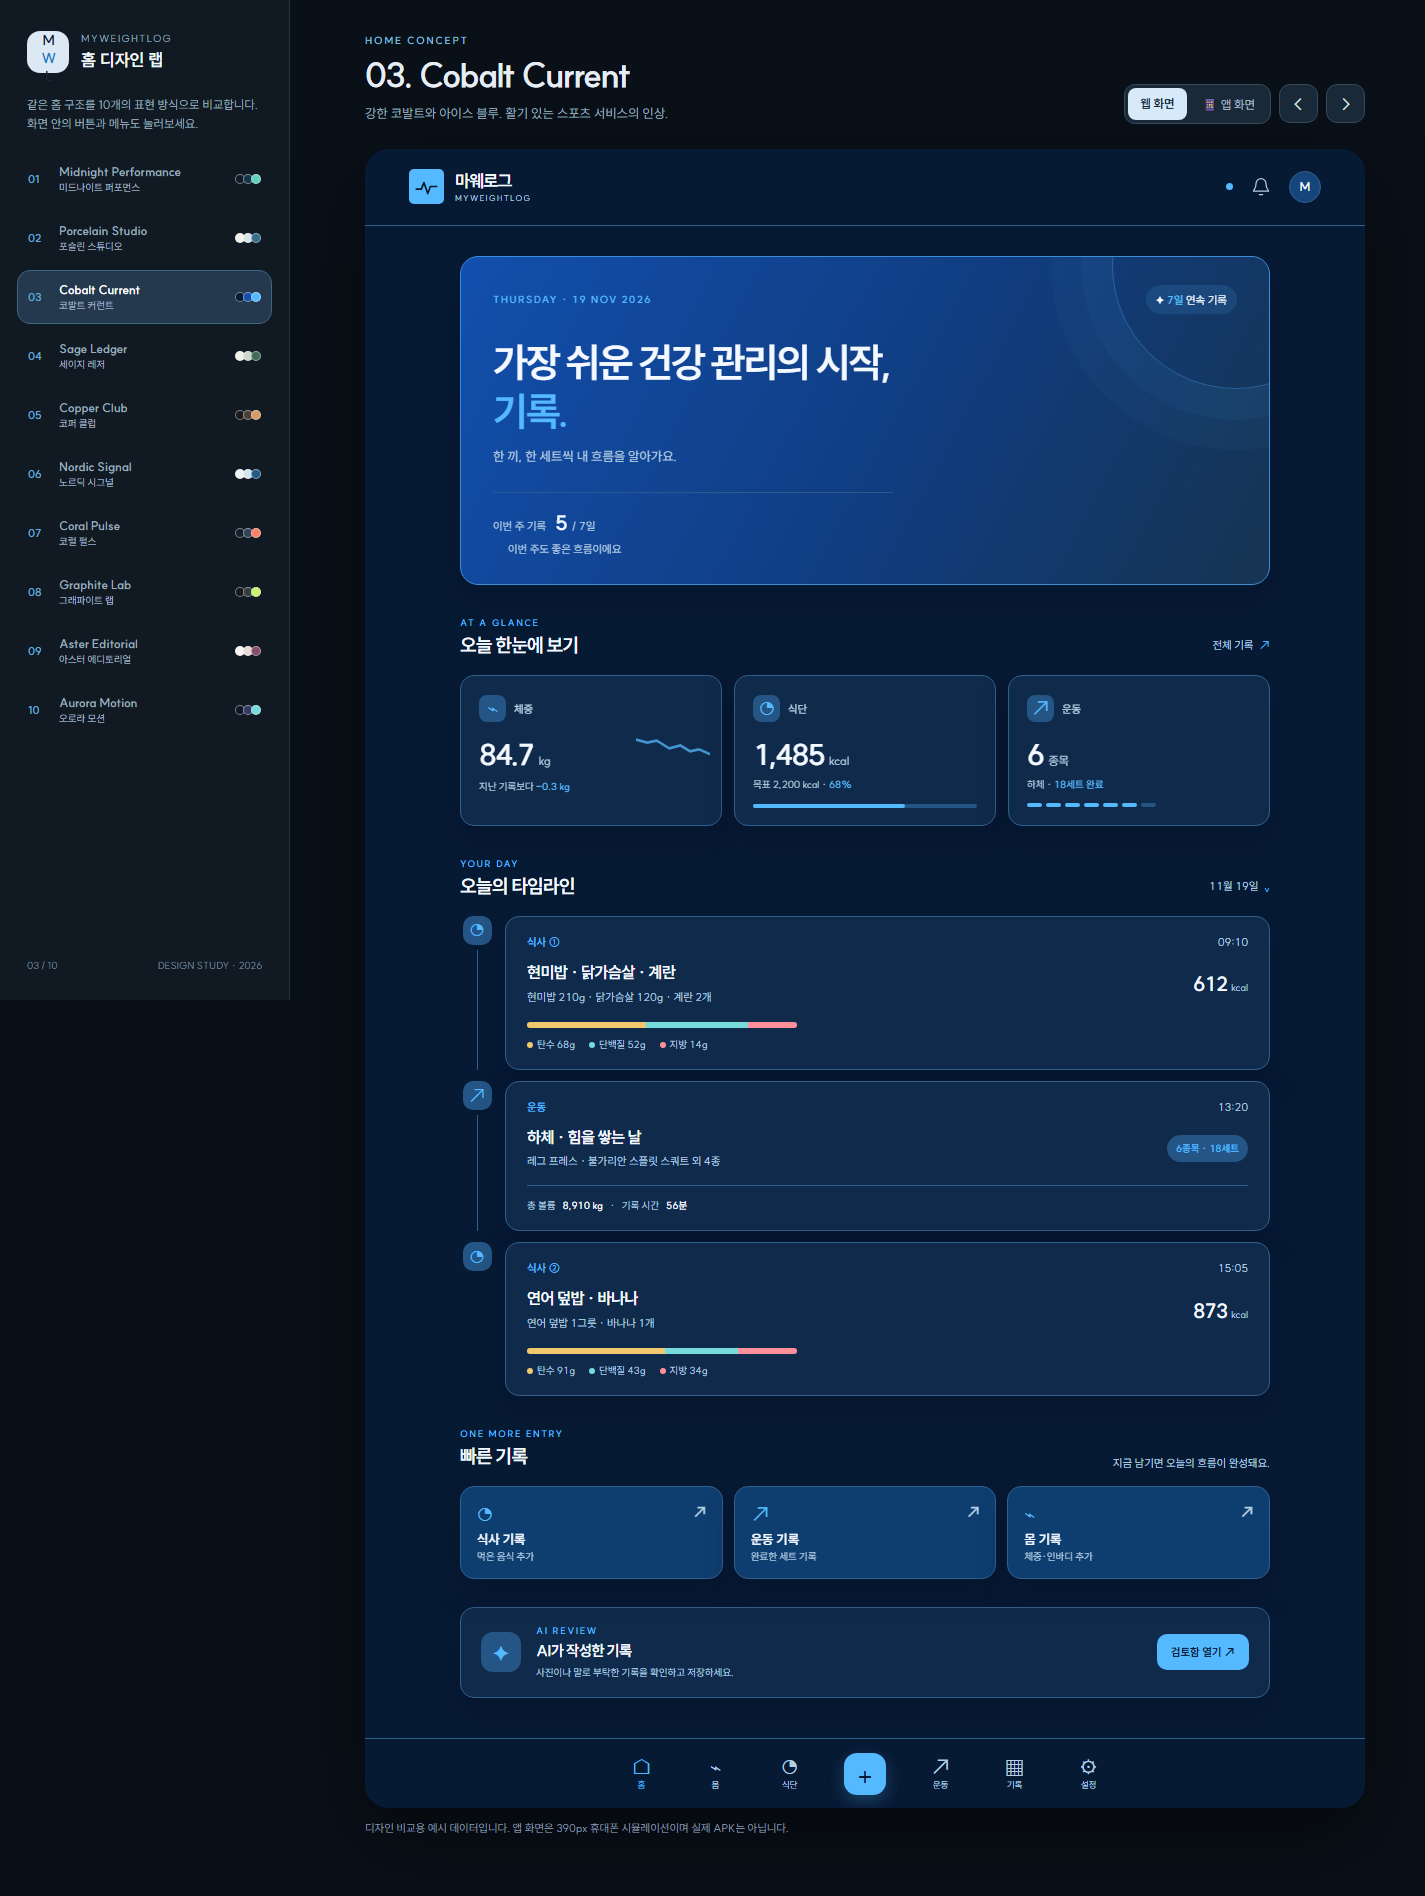 M
W
MYWEIGHTLOG
홈 디자인 랩
같은 홈 구조를 10개의 표현 방식으로 비교합니다.
화면 안의 버튼과 메뉴도 눌러보세요.
01 Midnight Performance
미드나이트 퍼포먼스
02 Porcelain Studio
포슬린 스튜디오
03 Cobalt Current
코발트 커런트
04 Sage Ledger
세이지 레저
05 Copper Club
코퍼 클럽
06 Nordic Signal
노르딕 시그널
07 Coral Pulse
코럴 펄스
08 Graphite Lab
그래파이트 랩
09 Aster Editorial
아스터 에디토리얼
10 Aurora Motion
오로라 모션
03 / 10 DESIGN STUDY · 2026
HOME CONCEPT
03. Cobalt Current
강한 코발트와 아이스 블루. 활기 있는 스포츠 서비스의 인상.
웹 화면 앱 화면
마웨로그
MYWEIGHTLOG
M
THURSDAY · 19 NOV 2026
✦ 7일 연속 기록
가장 쉬운 건강 관리의 시작,
기록.
한 끼, 한 세트씩 내 흐름을 알아가요.
이번 주 기록 5 / 7일
이번 주도 좋은 흐름이에요
AT A GLANCE
오늘 한눈에 보기
전체 기록 ↗
체중
84.7 kg
지난 기록보다 −0.3 kg
식단
1,485 kcal
목표 2,200 kcal · 68%
운동
6 종목
하체 · 18세트 완료
YOUR DAY
오늘의 타임라인
11월 19일
식사 ① 09:10
현미밥 · 닭가슴살 · 계란
612 kcal
현미밥 210g · 닭가슴살 120g · 계란 2개
탄수 68g 단백질 52g 지방 14g
운동 13:20
하체 · 힘을 쌓는 날
6종목 · 18세트
레그 프레스 · 불가리안 스플릿 스쿼트 외 4종
총 볼륨 8,910 kg · 기록 시간 56분
식사 ② 15:05
연어 덮밥 · 바나나
873 kcal
연어 덮밥 1그릇 · 바나나 1개
탄수 91g 단백질 43g 지방 34g
ONE MORE ENTRY
빠른 기록
지금 남기면 오늘의 흐름이 완성돼요.
식사 기록
먹은 음식 추가
운동 기록
완료한 세트 기록
몸 기록
체중·인바디 추가
AI REVIEW
AI가 작성한 기록
사진이나 말로 부탁한 기록을 확인하고 저장하세요.
검토함 열기 ↗
홈 몸 식단 + 운동 기록 설정
디자인 비교용 예시 데이터입니다. 앱 화면은 390px 휴대폰 시뮬레이션이며 실제 APK는 아닙니다.